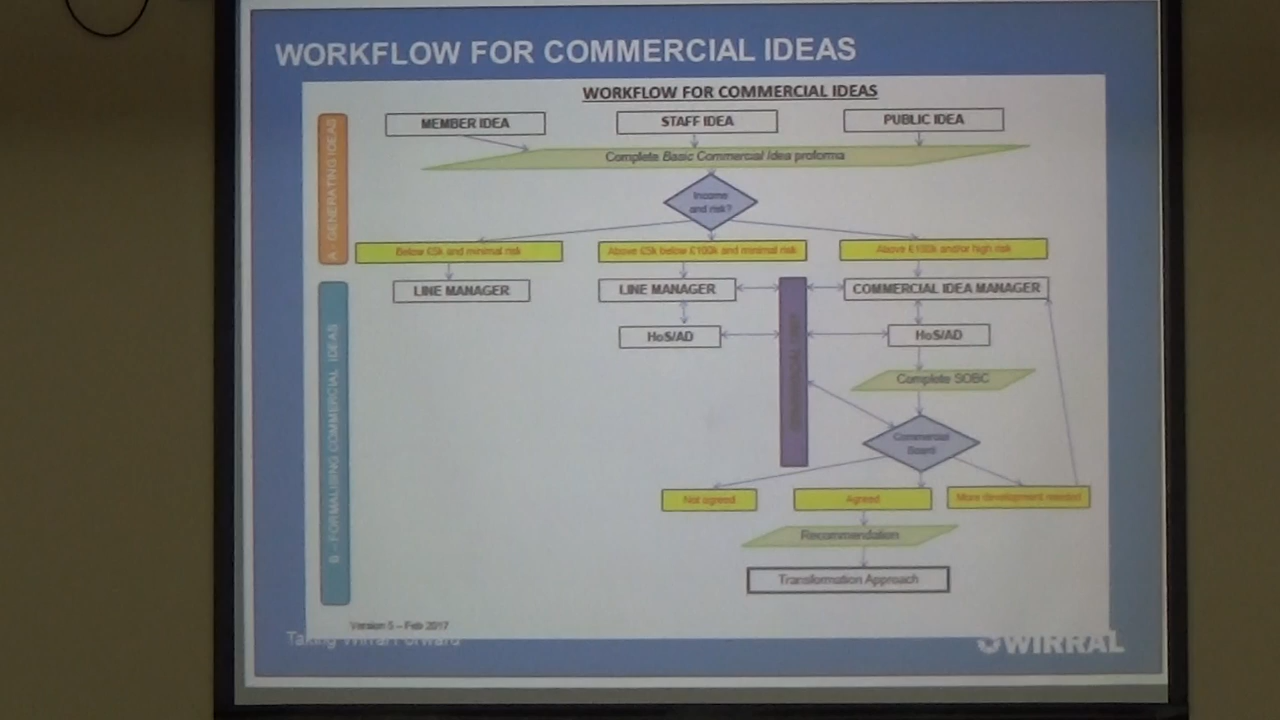 WORKFLOW FOR COMMERCIAL IDEAS
WORKFLOW FOR COMMERCIAL IDEAS
A - GENERATING IDEAS
MEMBER IDEA
STAFF IDEA
PUBLIC IDEA
Complete Basic Commercial Idea proforma
Income
and risk?
Below £5k and minimal risk
Above £5k below £100k and minimal risk
Above £100k and/or high risk
B – FORMALISING COMMERCIAL IDEAS
LINE MANAGER
LINE MANAGER
COMMERCIAL IDEA MANAGER
HoS/AD
HoS/AD
Complete SOBC
Commercial
Board
Not agreed
Agreed
More development needed
Recommendation
Transformation Approach
Version 5 – Feb 2017
Taking Wirral Forward
WIRRAL